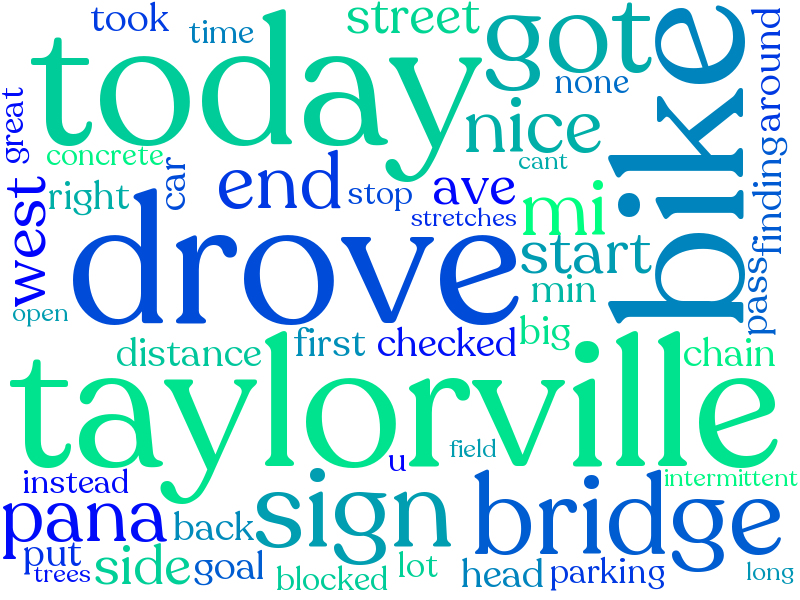 took
time
street
got
bike
around
today
none
nice
great
concrete
cant
finding
car
end
stop
ave
right
stretches
mi
west
drove
start
pass
min
open
big
first
checked
distance
chain
taylorville
field
u
intermittent
instead
sign
bridge
pana
back
put
side
goal
lot
trees
blocked
head
parking
long